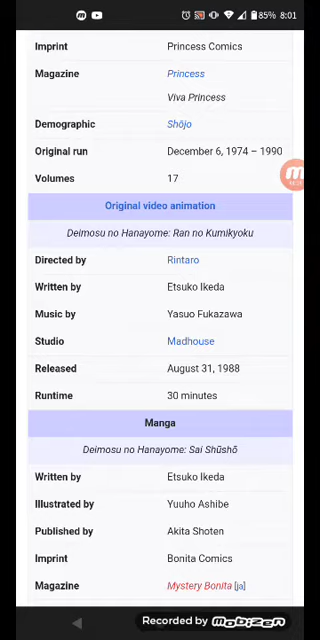 85% 8:01
Imprint Princess Comics
Magazine Princess
Viva Princess
Demographic Shōjo
Original run December 6, 1974 – 1990
Volumes 17
Original video animation
Deimosu no Hanayome: Ran no Kumikyoku
Directed by Rintaro
Written by Etsuko Ikeda
Music by Yasuo Fukazawa
Studio Madhouse
Released August 31, 1988
Runtime 30 minutes
Manga
Deimosu no Hanayome: Sai Shūshō
Written by Etsuko Ikeda
Illustrated by Yuuho Ashibe
Published by Akita Shoten
Imprint Bonita Comics
Magazine Mystery Bonita [ja]
Recorded by Mobizen